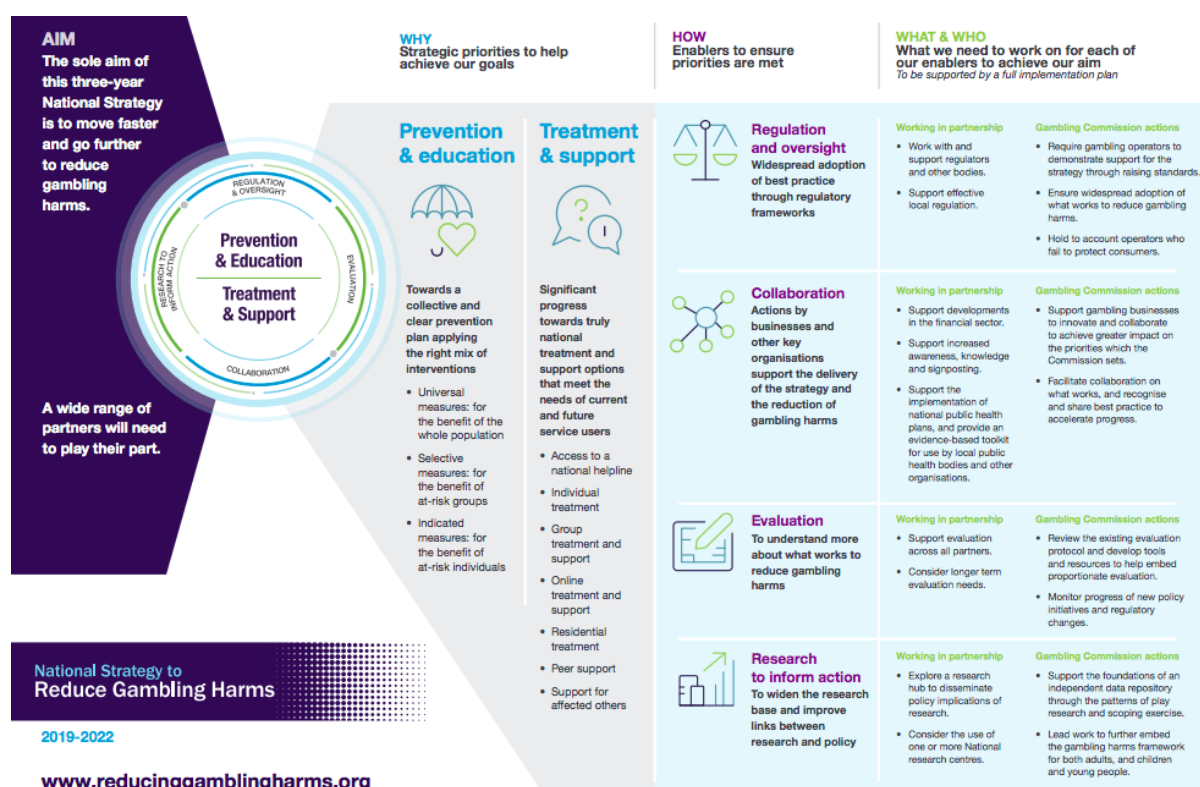 AIM
The sole aim of
this three-year
National Strategy
is to move faster
and go further
to reduce
gambling
harms.
A wide range of
partners will need
to play their part.
REGULATION
& OVERSIGHT
EVALUATION
COLLABORATION
RESEARCH TO
INFORM ACTION
Prevention
& Education
Treatment
& Support
National Strategy to
Reduce Gambling Harms
2019-2022
www.reducinggamblingharms.org
WHY
Strategic priorities to help
achieve our goals
Prevention
& education
Towards a
collective and
clear prevention
plan applying
the right mix of
interventions
• Universal
measures: for
the benefit of the
whole population
• Selective
measures: for
the benefit of
at-risk groups
• Indicated
measures: for
the benefit of
at-risk individuals
Treatment
& support
Significant
progress
towards truly
national
treatment and
support options
that meet the
needs of current
and future
service users
• Access to a
national helpline
• Individual
treatment
• Group
treatment and
support
• Online
treatment and
support
• Residential
treatment
• Peer support
• Support for
affected others
HOW
Enablers to ensure
priorities are met
WHAT & WHO
What we need to work on for each of
our enablers to achieve our aim
To be supported by a full implementation plan
Regulation
and oversight
Widespread adoption
of best practice
through regulatory
frameworks
Working in partnership
• Work with and
support regulators
and other bodies.
• Support effective
local regulation.
Gambling Commission actions
• Require gambling operators to
demonstrate support for the
strategy through raising standards.
• Ensure widespread adoption of
what works to reduce gambling
harms.
• Hold to account operators who
fail to protect consumers.
Collaboration
Actions by
businesses and
other key
organisations
support the delivery
of the strategy and
the reduction of
gambling harms
Working in partnership
• Support developments
in the financial sector.
• Support increased
awareness, knowledge
and signposting.
• Support the
implementation of
national public health
plans, and provide an
evidence-based toolkit
for use by local public
health bodies and other
organisations.
Gambling Commission actions
• Support gambling businesses
to innovate and collaborate
to achieve greater impact on
the priorities which the
Commission sets.
• Facilitate collaboration on
what works, and recognise
and share best practice to
accelerate progress.
Evaluation
To understand more
about what works to
reduce gambling
harms
Working in partnership
• Support evaluation
across all partners.
• Consider longer term
evaluation needs.
Gambling Commission actions
• Review the existing evaluation
protocol and develop tools
and resources to help embed
proportionate evaluation.
• Monitor progress of new policy
initiatives and regulatory
changes.
Research
to inform action
To widen the research
base and improve
links between
research and policy
Working in partnership
• Explore a research
hub to disseminate
policy implications of
research.
• Consider the use of
one or more National
research centres.
Gambling Commission actions
• Support the foundations of an
independent data repository
through the patterns of play
research and scoping exercise.
• Lead work to further embed
the gambling harms framework
for both adults, and children
and young people.